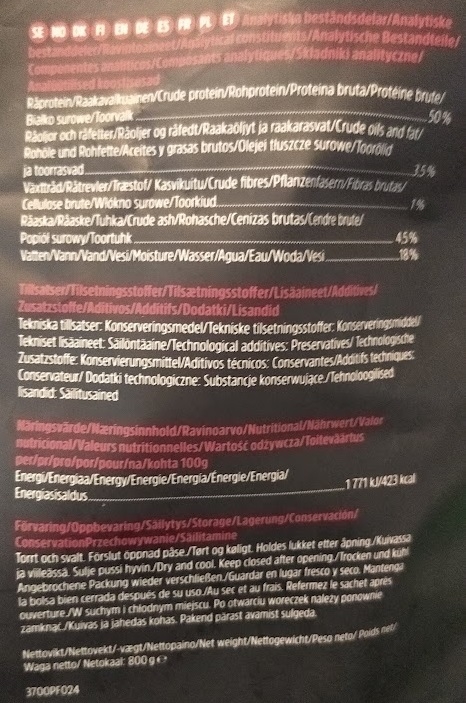 SE NO DK FI EN DE ES FR PL ET Analytiska beståndsdelar/Analytiske
bestanddeler/Ravintoaineet/Analytical constituents/Analytische Bestandteile/
Componentes analíticos/Composants analytiques/Składniki analityczne/
Analüütilised koostisosad
Råprotein/Raakavalkuainen/Crude protein/Rohprotein/Proteína bruta/Protéine brute/
Białko surowe/Toorvalk 50%
Råoljor och råfetter/Råoljer og råfedt/Raakaöljyt ja raakarasvat/Crude oils and fat/
Rohöle und Rohfette/Aceites y grasas brutos/Olejei tłuszcze surowe/Toorõlid
ja toorrasvad 35%
Växttråd/Råtrevler/Træstof/ Kasvikuitu/Crude fibres/Pflanzenfasern/Fibras brutas/
Cellulose brute/Włókno surowe/Toorkiud 1%
Råaska/Råaske/Tuhka/Crude ash/Rohasche/Cenizas brutas/Cendre brute/
Popiół surowy/Toortuhk 4,5%
Vatten/Vann/Vand/Vesi/Moisture/Wasser/Agua/Eau/Woda/Vesi 18%
Tillsatser/Tilsetningsstoffer/Tilsætningsstoffer/Lisäaineet/Additives/
Zusatzstoffe/Aditivos/Additifs/Dodatki/Lisandid
Tekniska tillsatser: Konserveringsmedel/Tekniske tilsetningsstoffer: Konserveringsmiddel/
Tekniset lisäaineet: Säilöntäaine/Technological additives: Preservatives/ Technologische
Zusatzstoffe: Konservierungsmittel/Aditivos técnicos: Conservantes/Additifs techniques:
Conservateur/ Dodatki technologiczne: Substancje konserwujące /Tehnoloogilised
lisandid: Säilitusained
Näringsvärde/Næringsinnhold/Ravinoarvo/Nutritional/Nährwert/Valor
nutricional/Valeurs nutritionnelles/Wartość odżywcza/Toiteväärtus
per/pr/pro/por/pour/na/kohta 100g
Energi/Energiaa/Energy/Energie/Energía/Énergie/Energia/
Energiasisaldus 1 771 kJ/423 kcal
Förvaring/Oppbevaring/Säilytys/Storage/Lagerung/Conservación/
ConservationPrzechowywanie/Säilitamine
Torrt och svalt. Förslut öppnad påse./Tørt og køligt. Holdes lukket etter åpning./Kuivassa
ja viileässä. Sulje pussi hyvin./Dry and cool. Keep closed after opening./Trocken und kühl
Angebrochene Packung wieder verschließen./Guardar en lugar fresco y seco. Mantenga
la bolsa bien cerrada después de su uso./Au sec et au frais. Refermez le sachet après
ouverture./W suchym i chłodnym miejscu. Po otwarciu woreczek należy ponownie
zamknąć./Kuivas ja jahedas kohas. Pakend pärast avamist sulgeda.
Nettovikt/Nettovekt/-vægt/Nettopaino/Net weight/Nettogewicht/Peso neto/ Poids net/
Waga netto/ Netokaal: 800 g e
3700PF024